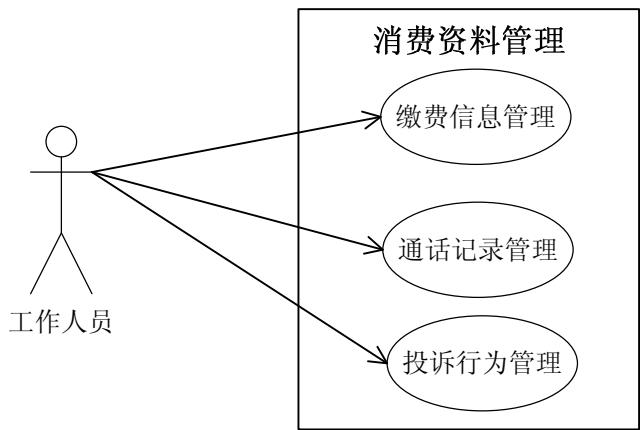 消费资料管理
缴费信息管理
通话记录管理
投诉行为管理
工作人员